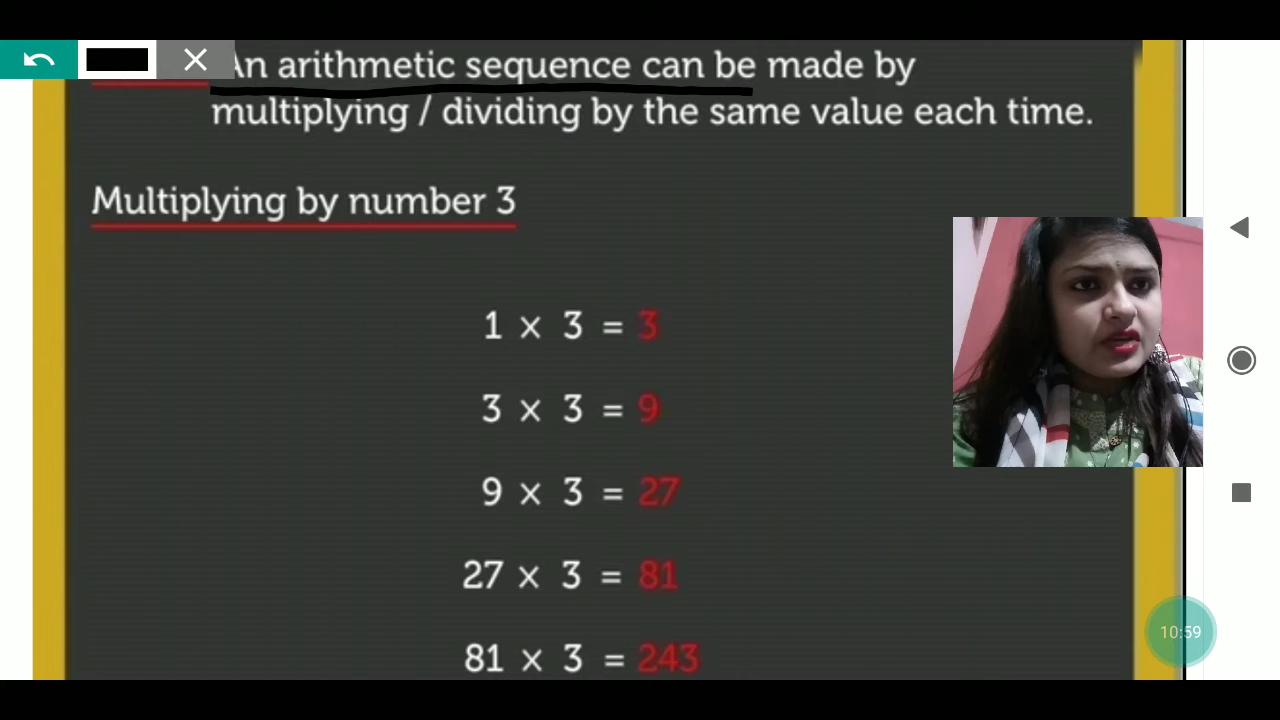 An arithmetic sequence can be made by
multiplying / dividing by the same value each time.
Multiplying by number 3
1 × 3 = 3
3 × 3 = 9
9 × 3 = 27
27 × 3 = 81
81 × 3 = 243
10:59